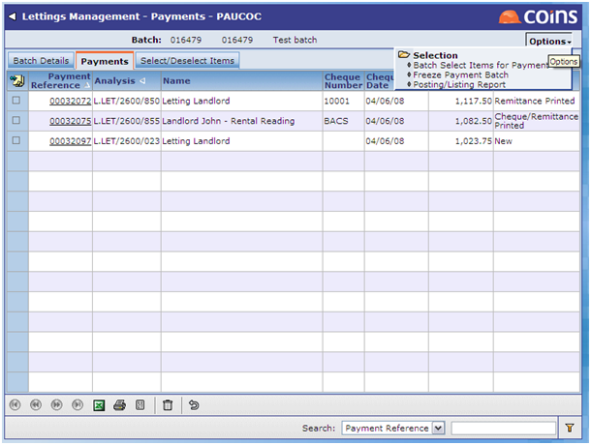 Lettings Management - Payments - PAUCOC
COINS
Batch: 016479 016479 Test batch
Options
Batch Details Payments Select/Deselect Items
Selection
Batch Select Items for Payment
Freeze Payment Batch
Posting/Listing Report
Options
Payment Reference Analysis Name Cheque Number Date
00032072 L.LET/2600/850 Letting Landlord 10001 04/06/08 1,117.50 Remittance Printed
00032075 L.LET/2600/855 Landlord John - Rental Reading BACS 04/06/08 1,082.50 Cheque/Remittance Printed
00032097 L.LET/2600/023 Letting Landlord 04/06/08 1,023.75 New
Search: Payment Reference